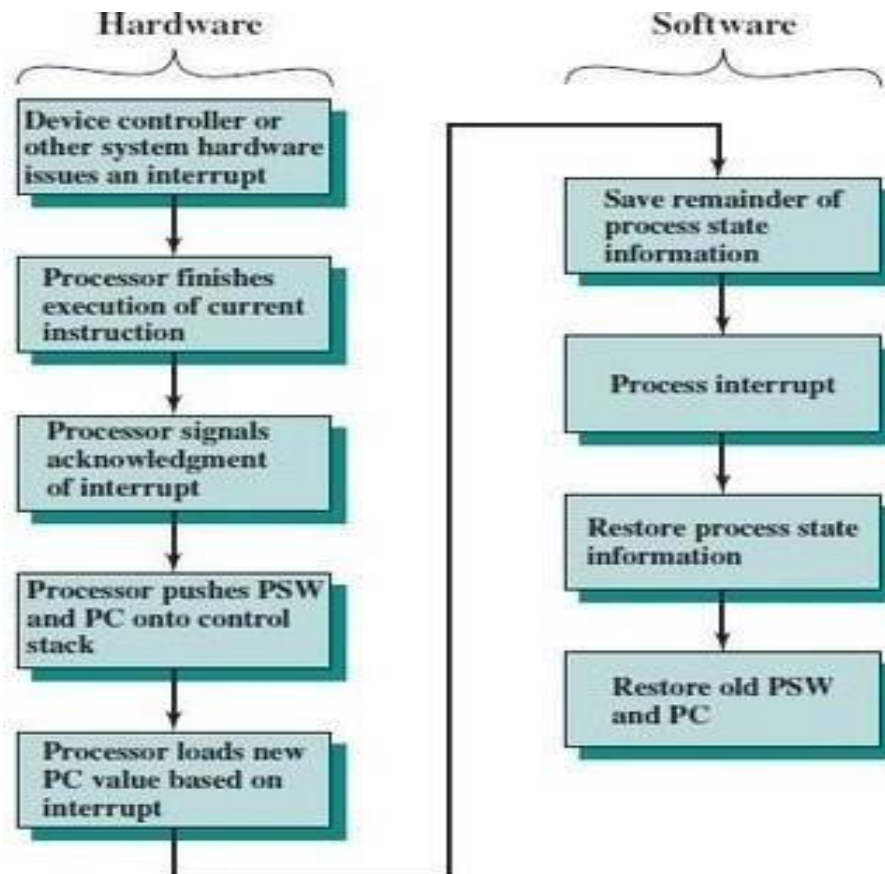 Hardware
Device controller or
other system hardware
issues an interrupt
Processor finishes
execution of current
instruction
Processor signals
acknowledgment
of interrupt
Processor pushes PSW
and PC onto control
stack
Processor loads new
PC value based on
interrupt
Software
Save remainder of
process state
information
Process interrupt
Restore process state
information
Restore old PSW
and PC